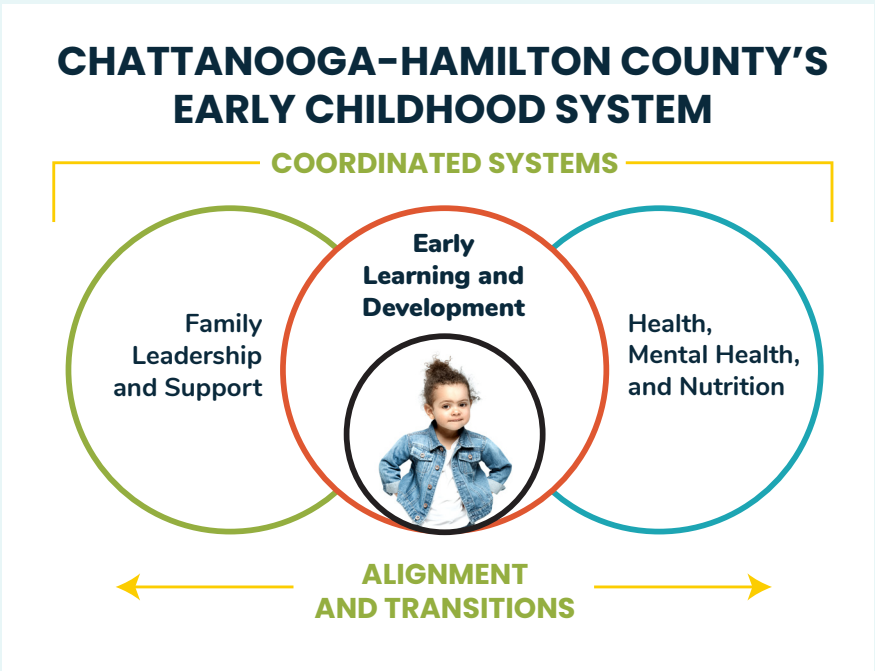 CHATTANOOGA-HAMILTON COUNTY’S
EARLY CHILDHOOD SYSTEM
COORDINATED SYSTEMS
Early
Learning and
Development
Family
Leadership
and Support
Health,
Mental Health,
and Nutrition
ALIGNMENT
AND TRANSITIONS